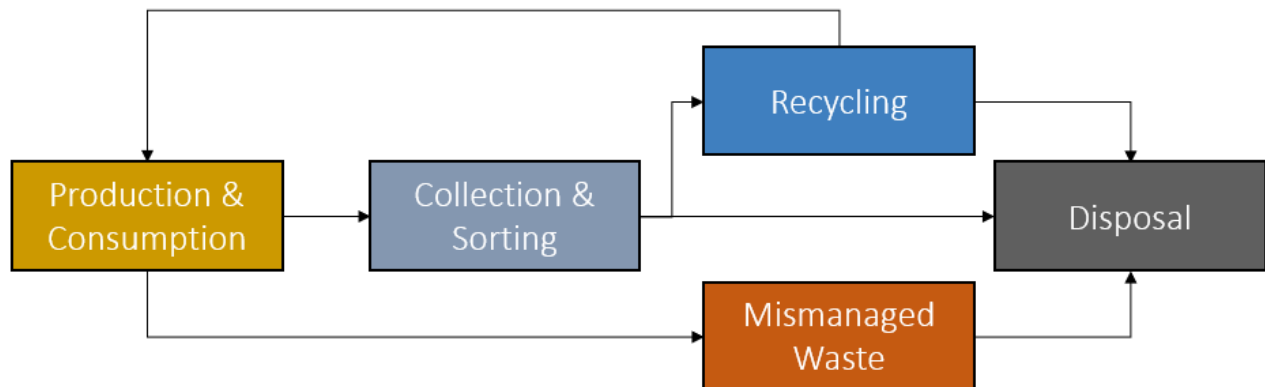 Recycling
Production &
Consumption
Collection &
Sorting
Disposal
Mismanaged
Waste